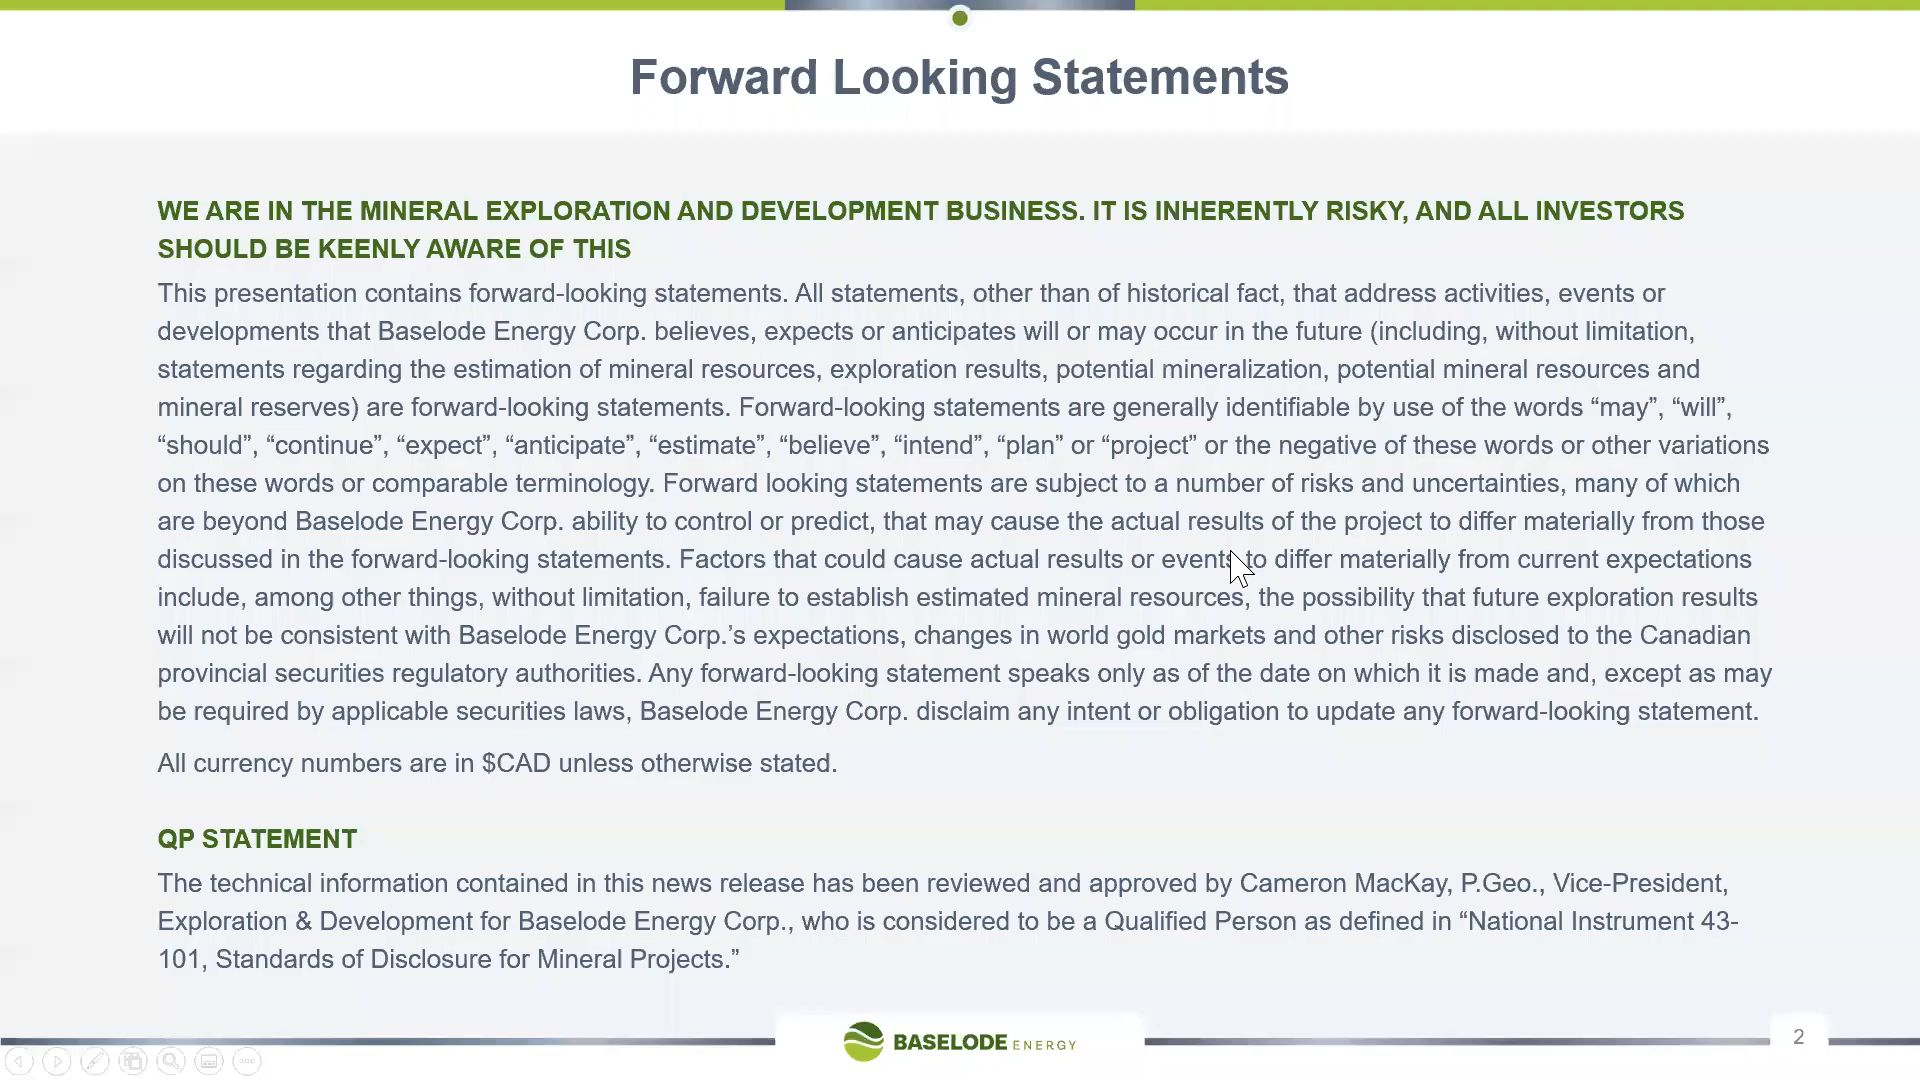 Forward Looking Statements
WE ARE IN THE MINERAL EXPLORATION AND DEVELOPMENT BUSINESS. IT IS INHERENTLY RISKY, AND ALL INVESTORS
SHOULD BE KEENLY AWARE OF THIS
This presentation contains forward-looking statements. All statements, other than of historical fact, that address activities, events or
developments that Baselode Energy Corp. believes, expects or anticipates will or may occur in the future (including, without limitation,
statements regarding the estimation of mineral resources, exploration results, potential mineralization, potential mineral resources and
mineral reserves) are forward-looking statements. Forward-looking statements are generally identifiable by use of the words “may”, “will”,
“should”, “continue”, “expect”, “anticipate”, “estimate”, “believe”, “intend”, “plan” or “project” or the negative of these words or other variations
on these words or comparable terminology. Forward looking statements are subject to a number of risks and uncertainties, many of which
are beyond Baselode Energy Corp. ability to control or predict, that may cause the actual results of the project to differ materially from those
discussed in the forward-looking statements. Factors that could cause actual results or events to differ materially from current expectations
include, among other things, without limitation, failure to establish estimated mineral resources, the possibility that future exploration results
will not be consistent with Baselode Energy Corp.’s expectations, changes in world gold markets and other risks disclosed to the Canadian
provincial securities regulatory authorities. Any forward-looking statement speaks only as of the date on which it is made and, except as may
be required by applicable securities laws, Baselode Energy Corp. disclaim any intent or obligation to update any forward-looking statement.
All currency numbers are in $CAD unless otherwise stated.
QP STATEMENT
The technical information contained in this news release has been reviewed and approved by Cameron MacKay, P.Geo., Vice-President,
Exploration & Development for Baselode Energy Corp., who is considered to be a Qualified Person as defined in “National Instrument 43-
101, Standards of Disclosure for Mineral Projects.”
BASELODE ENERGY
2